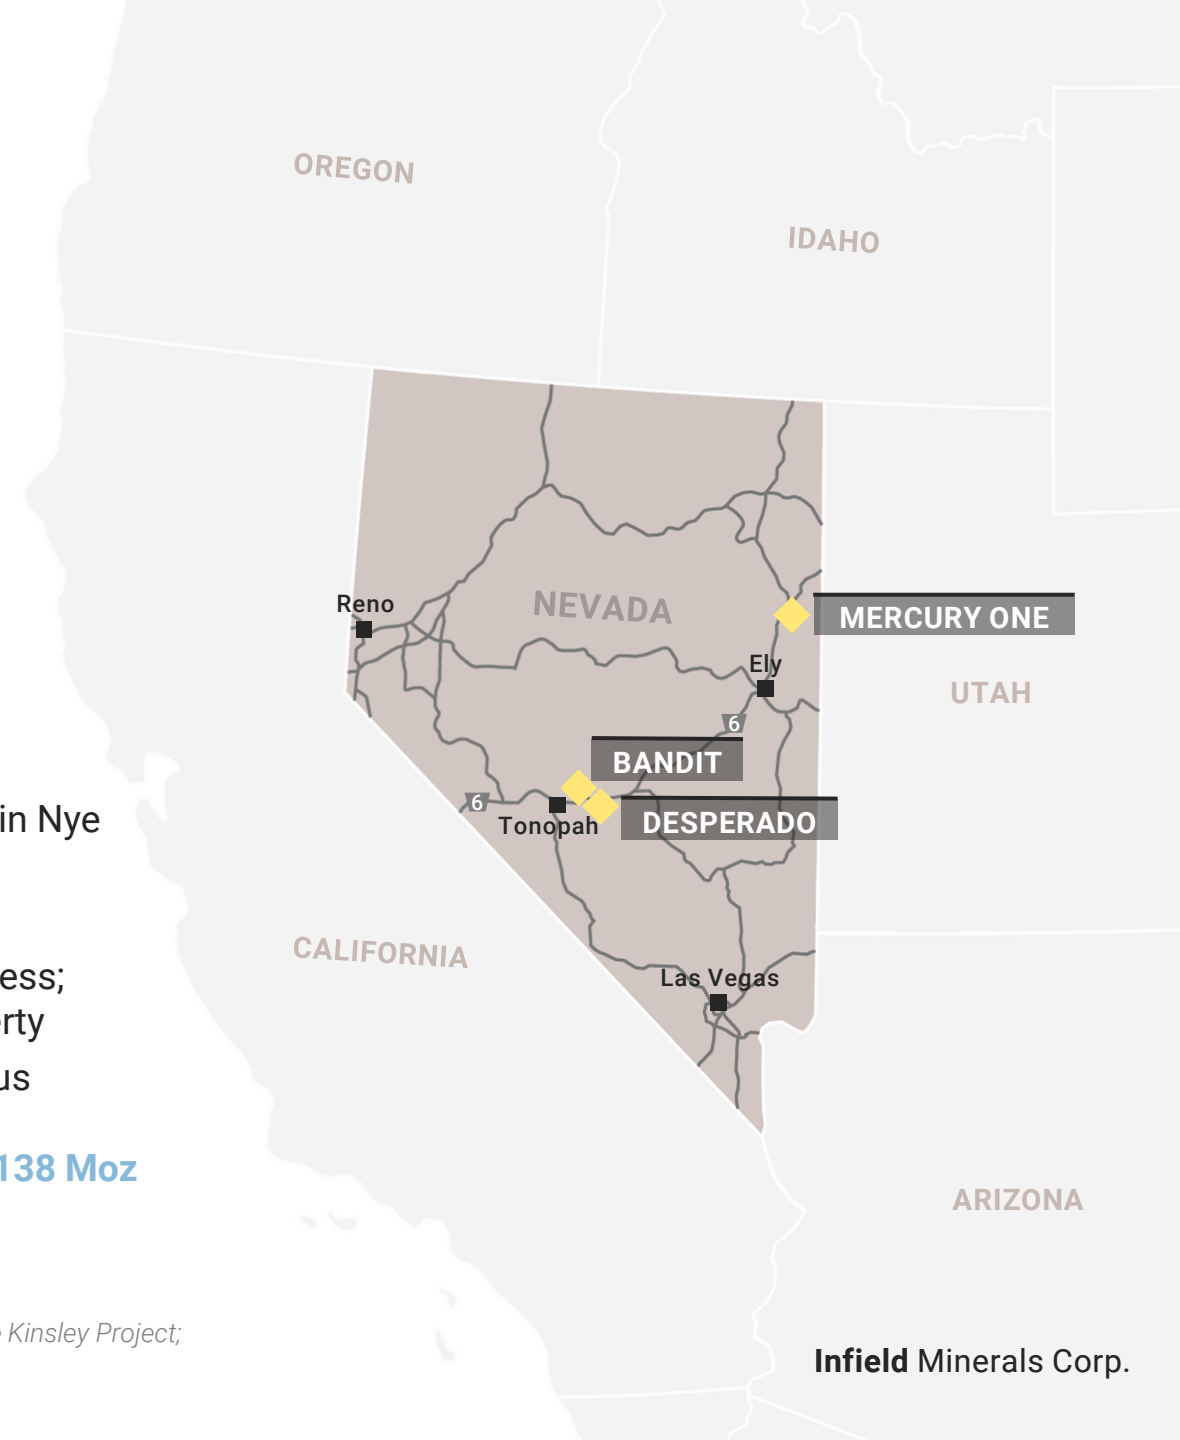 OREGON
IDAHO
Reno
NEVADA
MERCURY ONE
Ely
UTAH
6
BANDIT
6
Tonopah
DESPERADO
in Nye
CALIFORNIA
ess;
Las Vegas
erty
us
138 Moz
ARIZONA
Kinsley Project;
Infield Minerals Corp.